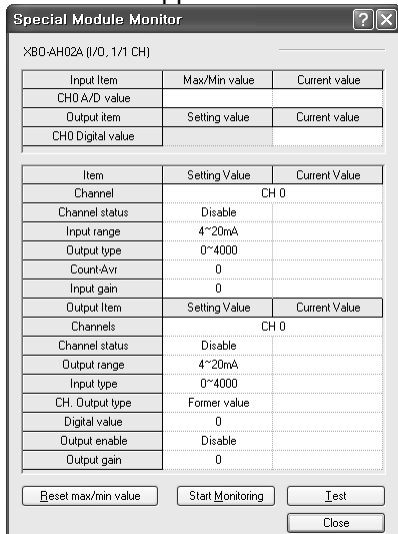 Special Module Monitor
XBO-AH02A (I/O, 1/1 CH)
Input Item Max/Min value Current value
CH0 A/D value
Output item Setting value Current value
CH0 Digital value
Item Setting Value Current Value
Channel CH 0
Channel status Disable
Input range 4~20mA
Output type 0~4000
Count-Avr 0
Input gain 0
Output Item Setting Value Current Value
Channels CH 0
Channel status Disable
Output range 4~20mA
Input type 0~4000
CH. Output type Former value
Digital value 0
Output enable Disable
Output gain 0
Reset max/min value Start Monitoring Test
Close